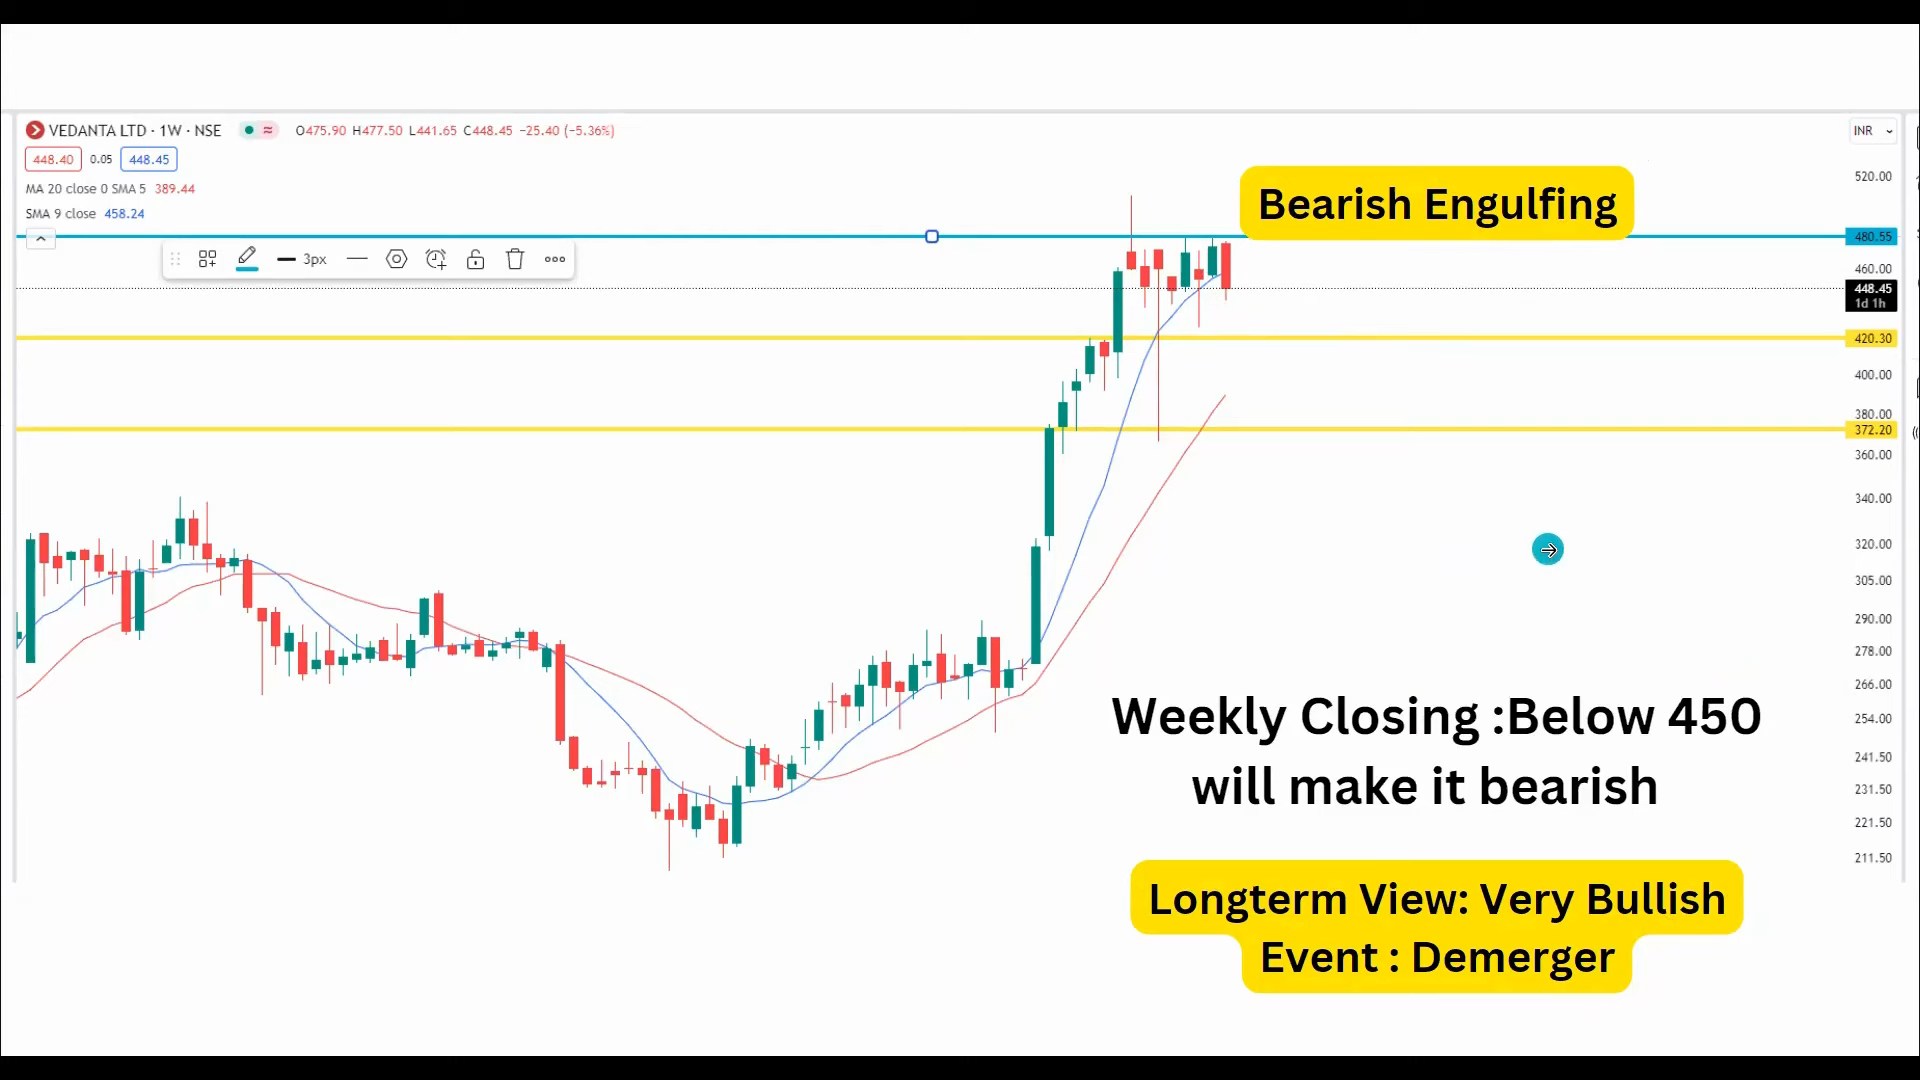 VEDANTA LTD · 1W · NSE O475.90 H477.50 L441.65 C448.45 −25.40 (−5.36%)
INR
448.40 0.05 448.45
MA 20 close 0 SMA 5 389.44
SMA 9 close 458.24
3px
Bearish Engulfing
520.00
480.55
460.00
448.45
1d 1h
420.30
400.00
380.00
372.20
360.00
340.00
320.00
305.00
290.00
278.00
266.00
254.00
241.50
231.50
221.50
211.50
Weekly Closing :Below 450
will make it bearish
Longterm View: Very Bullish
Event : Demerger